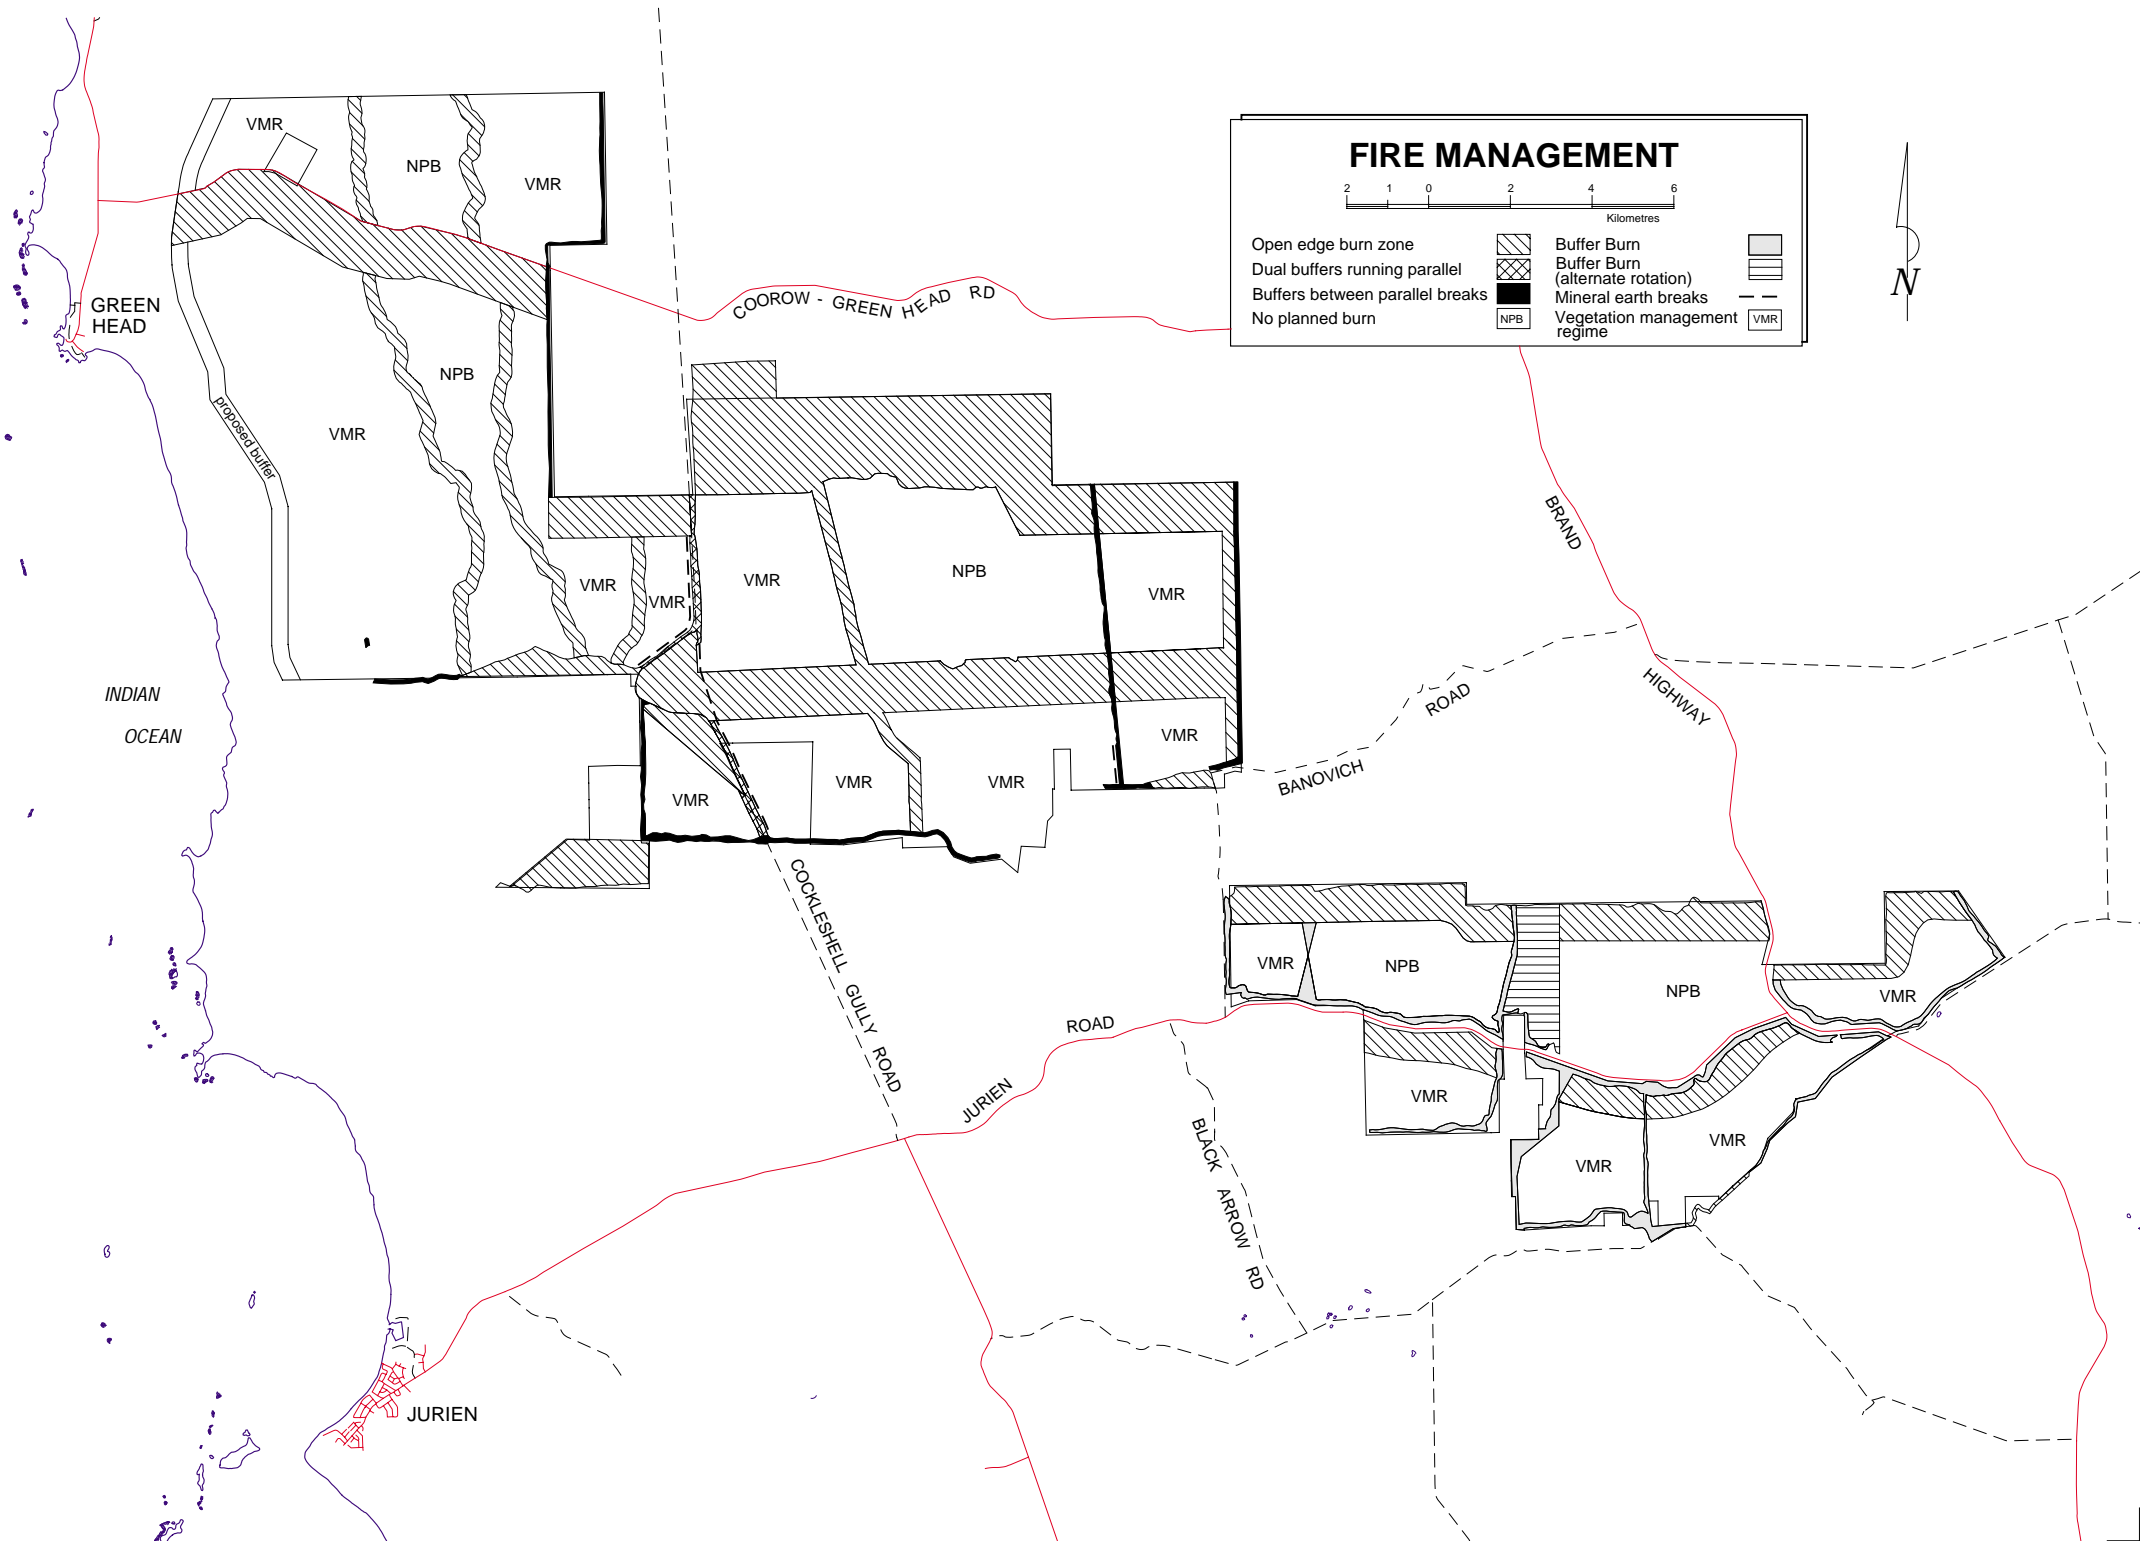 FIRE MANAGEMENT
2 1 0 2 4 6
Kilometres
Open edge burn zone
Dual buffers running parallel
Buffers between parallel breaks
No planned burn
NPB
Buffer Burn
Buffer Burn
(alternate rotation)
Mineral earth breaks
Vegetation management
regime
VMR
N
VMR
NPB
VMR
GREEN
HEAD
COOROW - GREEN HEAD RD
NPB
VMR
proposed buffer
BRAND
HIGHWAY
VMR
VMR
VMR
NPB
VMR
INDIAN
OCEAN
ROAD
BANOVICH
VMR
VMR
VMR
VMR
COCKLESHELL GULLY ROAD
VMR
NPB
NPB
VMR
JURIEN ROAD
VMR
BLACK ARROW RD
VMR
VMR
JURIEN